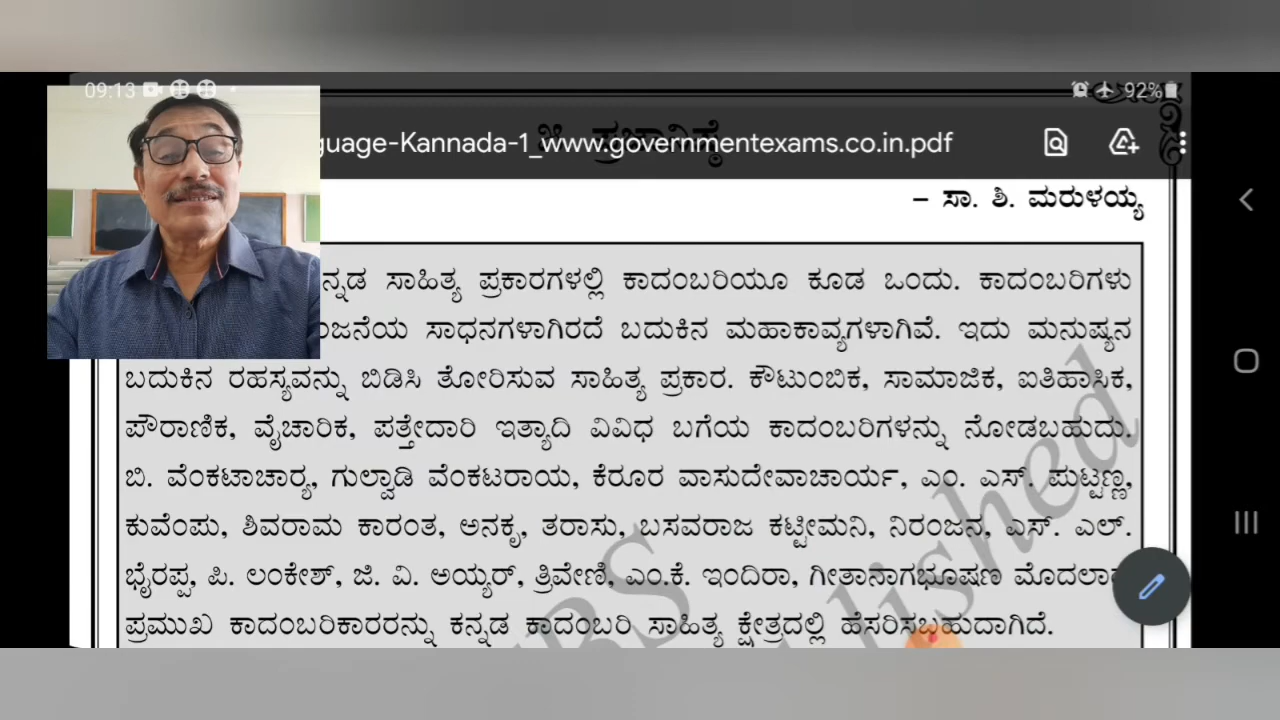 09:13
92%
guage-Kannada-1_www.governmentexams.co.in.pdf
– ಸಾ. ಶಿ. ಮರುಳಯ್ಯ
ನ್ನಡ ಸಾಹಿತ್ಯ ಪ್ರಕಾರಗಳಲ್ಲಿ ಕಾದಂಬರಿಯೂ ಕೂಡ ಒಂದು. ಕಾದಂಬರಿಗಳು
ಂಜನೆಯ ಸಾಧನಗಳಾಗಿರದೆ ಬದುಕಿನ ಮಹಾಕಾವ್ಯಗಳಾಗಿವೆ. ಇದು ಮನುಷ್ಯನ
ಬದುಕಿನ ರಹಸ್ಯವನ್ನು ಬಿಡಿಸಿ ತೋರಿಸುವ ಸಾಹಿತ್ಯ ಪ್ರಕಾರ. ಕೌಟುಂಬಿಕ, ಸಾಮಾಜಿಕ, ಐತಿಹಾಸಿಕ,
ಪೌರಾಣಿಕ, ವೈಚಾರಿಕ, ಪತ್ತೇದಾರಿ ಇತ್ಯಾದಿ ವಿವಿಧ ಬಗೆಯ ಕಾದಂಬರಿಗಳನ್ನು ನೋಡಬಹುದು.
ಬಿ. ವೆಂಕಟಾಚಾರ‍್ಯ, ಗುಲ್ವಾಡಿ ವೆಂಕಟರಾಯ, ಕೆರೂರ ವಾಸುದೇವಾಚಾರ್ಯ, ಎಂ. ಎಸ್. ಪುಟ್ಟಣ್ಣ,
ಕುವೆಂಪು, ಶಿವರಾಮ ಕಾರಂತ, ಅನಕೃ, ತರಾಸು, ಬಸವರಾಜ ಕಟ್ಟೀಮನಿ, ನಿರಂಜನ, ಎಸ್. ಎಲ್.
ಭೈರಪ್ಪ, ಪಿ. ಲಂಕೇಶ್, ಜಿ. ವಿ. ಅಯ್ಯರ್, ತ್ರಿವೇಣಿ, ಎಂ.ಕೆ. ಇಂದಿರಾ, ಗೀತಾನಾಗಭೂಷಣ
ಪ್ರಮುಖ ಕಾದಂಬರಿಕಾರರನ್ನು ಕನ್ನಡ ಕಾದಂಬರಿ ಸಾಹಿತ್ಯ ಕ್ಷೇತ್ರದಲ್ಲಿ ಹೆಸರಿಸಬಹುದಾಗಿದೆ.